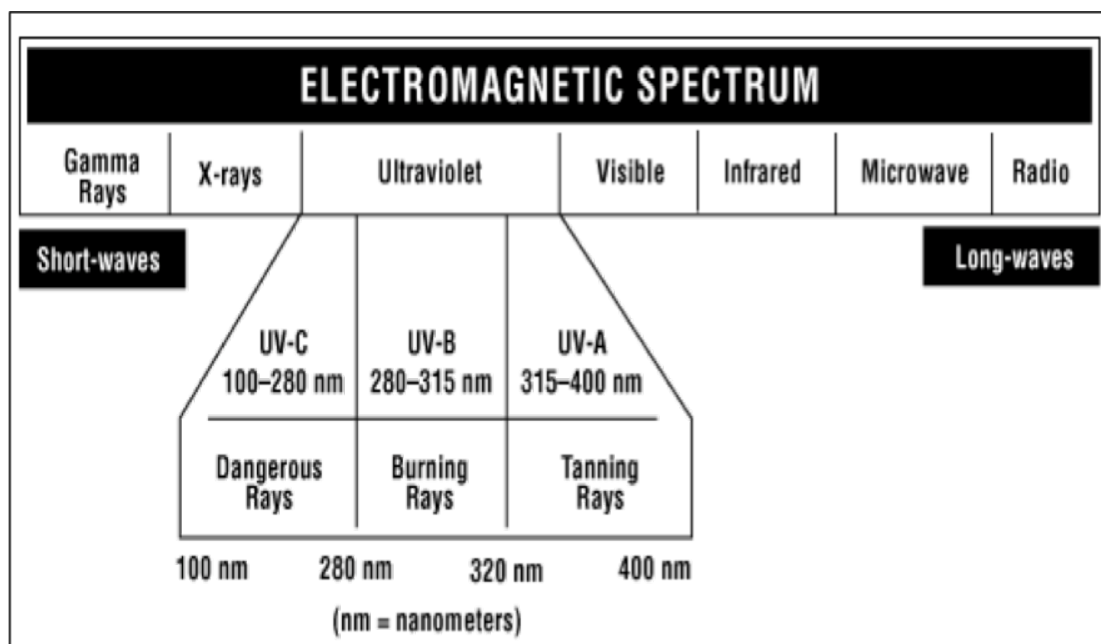 ELECTROMAGNETIC SPECTRUM
Gamma
Rays
X-rays
Ultraviolet
Visible
Infrared
Microwave
Radio
Short-waves
Long-waves
UV-C
100–280 nm
UV-B
280–315 nm
UV-A
315–400 nm
Dangerous
Rays
Burning
Rays
Tanning
Rays
100 nm
280 nm
320 nm
400 nm
(nm = nanometers)